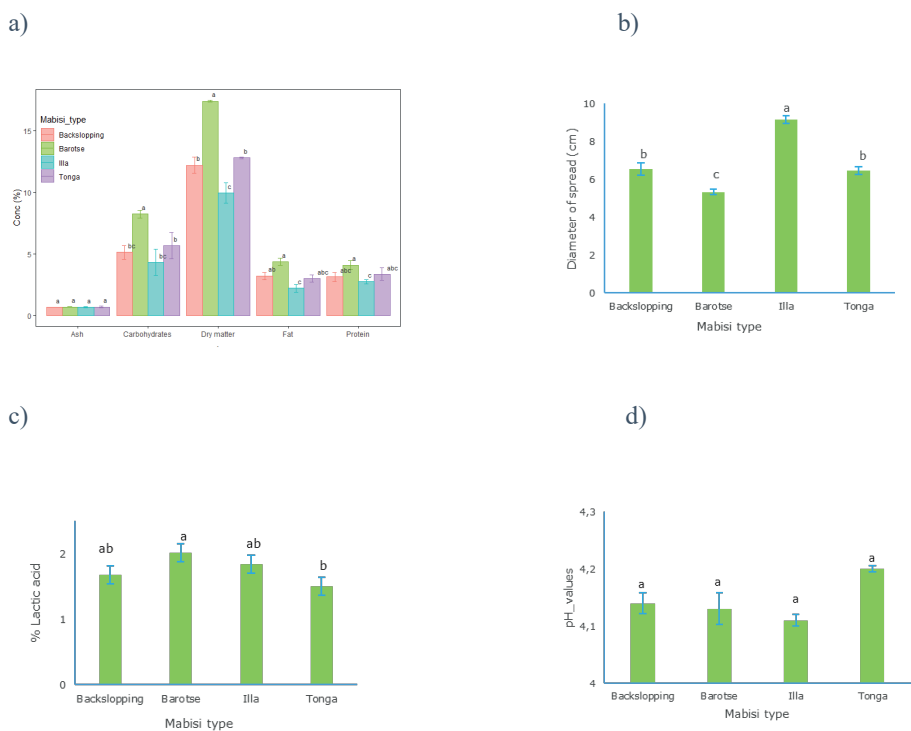 a)
b)
Mabisi_type
Backslopping
Barotse
Illa
Tonga
Conc (%)
15
10
5
0
a a a a
bc a c b
b a c b
ab a c abc
abc a c abc
Ash Carbohydrates Dry matter Fat Protein
Diameter of spread (cm)
10
8
6
4
2
0
b c a b
Backslopping Barotse Illa Tonga
Mabisi type
c)
d)
% Lactic acid
2
1
0
ab a ab b
Backslopping Barotse Illa Tonga
Mabisi type
pH_values
4,3
4,2
4,1
4
a a a a
Backslopping Barotse Illa Tonga
Mabisi type